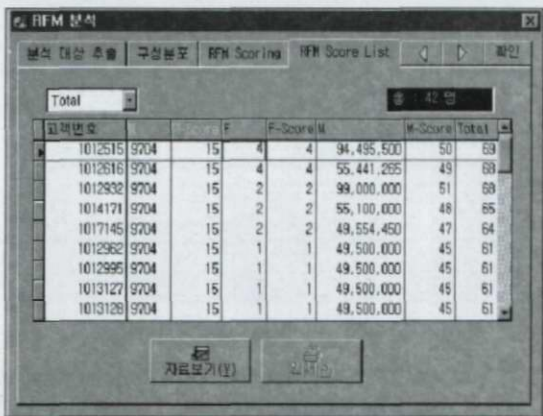 RFM 분석
분석 대상 추출 구성분포 RFM Scoring RFM Score List 확인
Total 총 : 42 명
고객번호 F F-Score M M-Score Total
1012515 9704 15 4 4 94,495,500 50 69
1012616 9704 15 4 4 55,441,265 49 68
1012932 9704 15 2 2 99,000,000 51 68
1014171 9704 15 2 2 55,100,000 48 65
1017145 9704 15 2 2 49,554,450 47 64
1012962 9704 15 1 1 49,500,000 45 61
1012995 9704 15 1 1 49,500,000 45 61
1013127 9704 15 1 1 49,500,000 45 61
1013128 9704 15 1 1 49,500,000 45 61
자료보기(V)